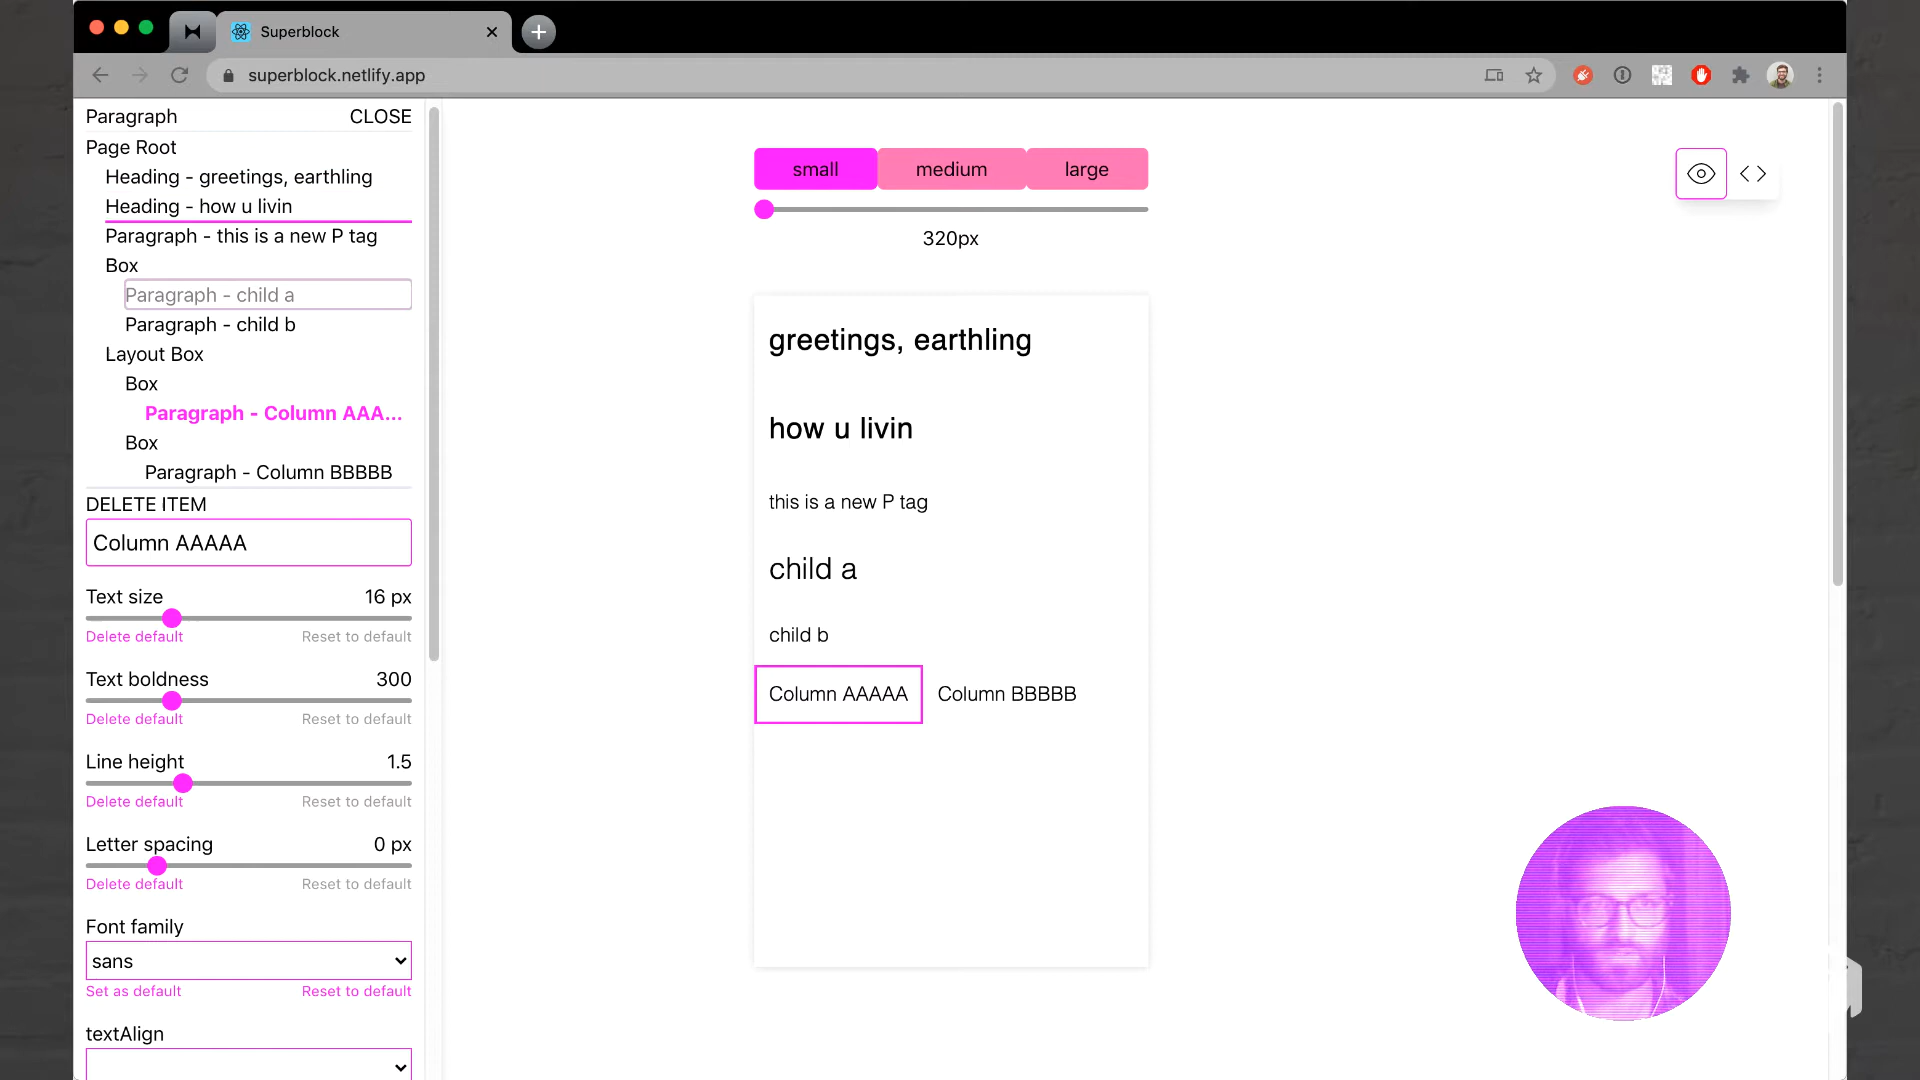 Superblock
superblock.netlify.app
Paragraph CLOSE
Page Root
Heading - greetings, earthling
Heading - how u livin
Paragraph - this is a new P tag
Box
Paragraph - child a
Paragraph - child b
Layout Box
Box
Paragraph - Column AAA...
Box
Paragraph - Column BBBBB
DELETE ITEM
Column AAAAA
Text size 16 px
Delete default Reset to default
Text boldness 300
Delete default Reset to default
Line height 1.5
Delete default Reset to default
Letter spacing 0 px
Delete default Reset to default
Font family
sans
Set as default Reset to default
textAlign
small medium large
320px
greetings, earthling
how u livin
this is a new P tag
child a
child b
Column AAAAA Column BBBBB